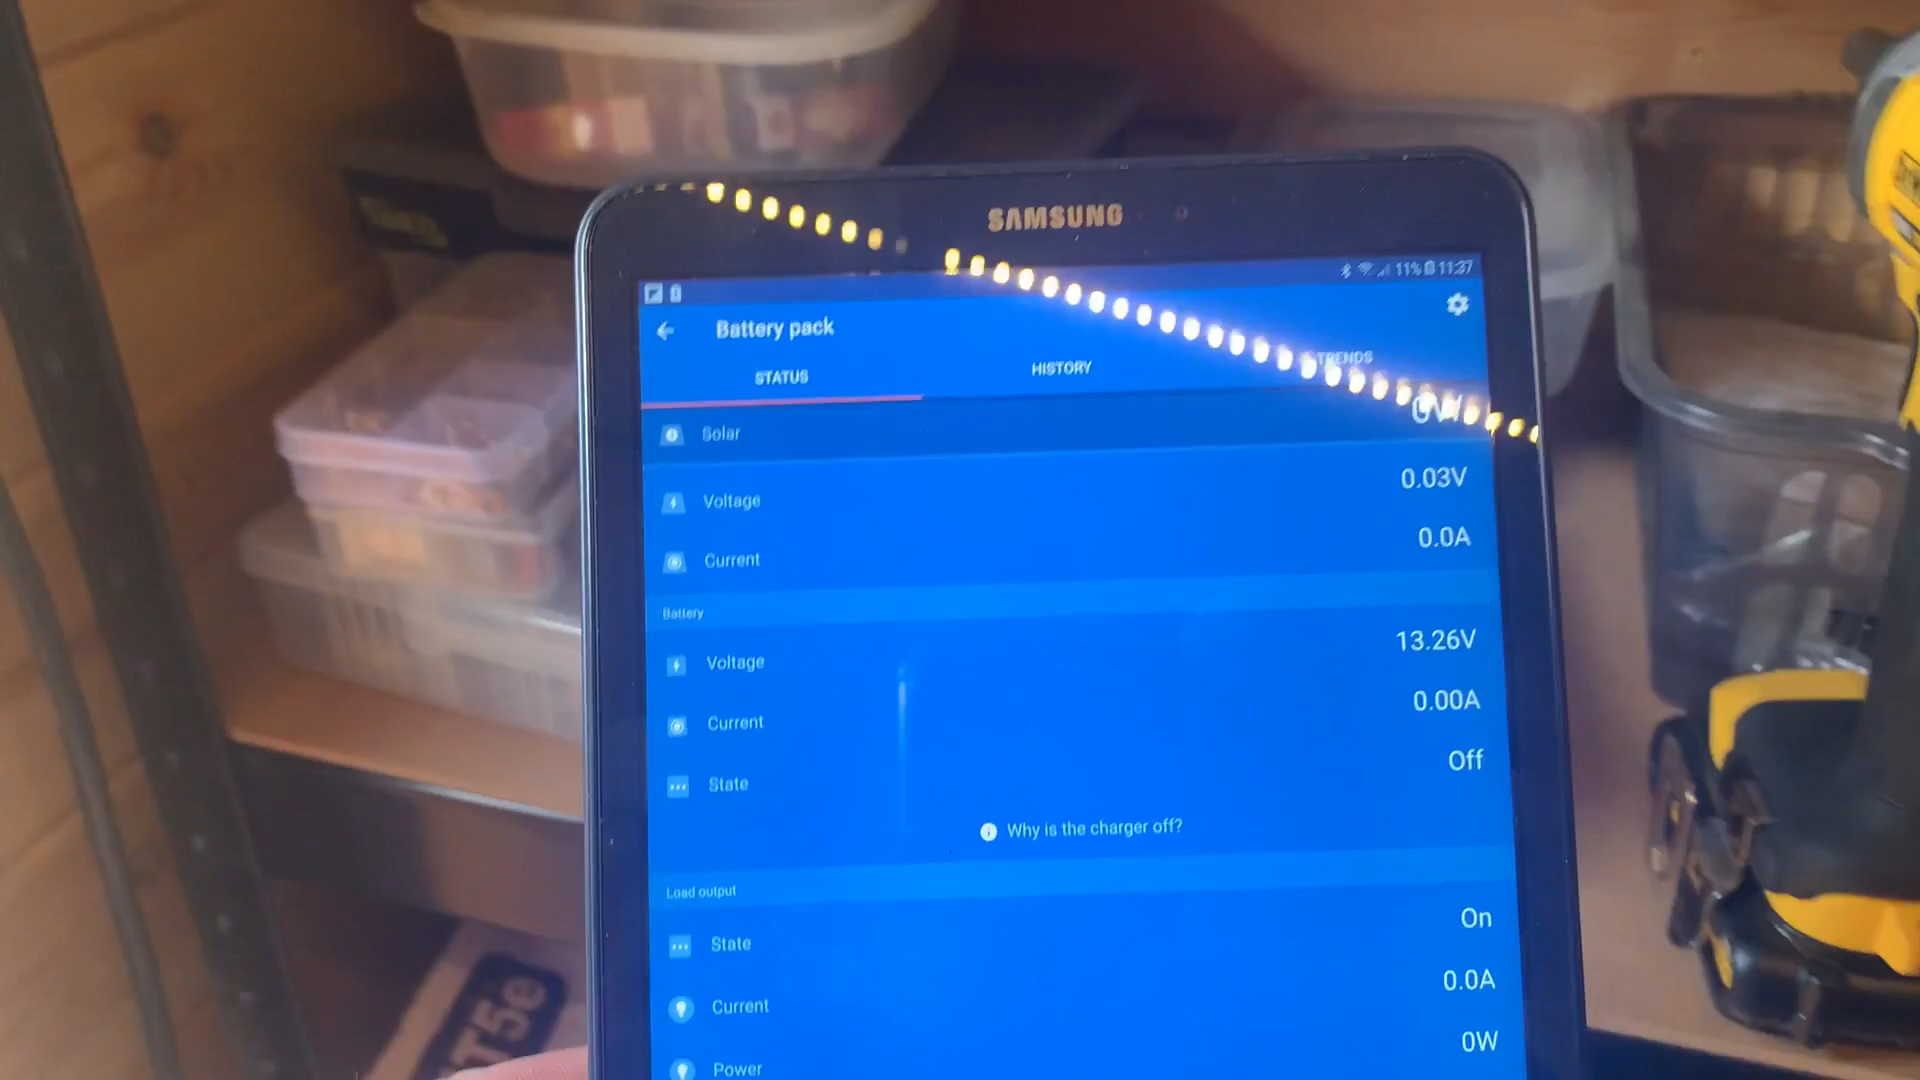 SAMSUNG
11% 11:37
Battery pack
STATUS HISTORY TRENDS
Solar
Voltage 0.03V
Current 0.0A
Battery
Voltage 13.26V
Current 0.00A
State Off
Why is the charger off?
Load output
State On
Current 0.0A
Power 0W
T5e